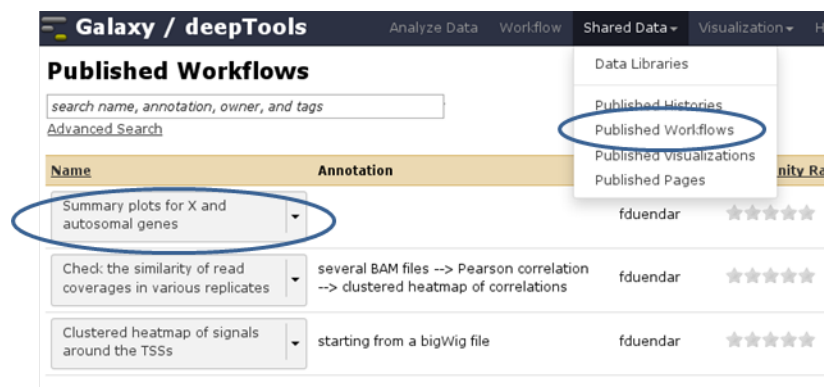 Galaxy / deepTools
Analyze Data Workflow Shared Data Visualization
Published Workflows
Data Libraries
search name, annotation, owner, and tags
Published Histories
Advanced Search
Published Workflows
Published Visualizations
Published Pages
Name Annotation
Summary plots for X and
autosomal genes
fduendar
Check the similarity of read
coverages in various replicates
several BAM files --> Pearson correlation
--> clustered heatmap of correlations
fduendar
Clustered heatmap of signals
around the TSSs
starting from a bigWig file
fduendar